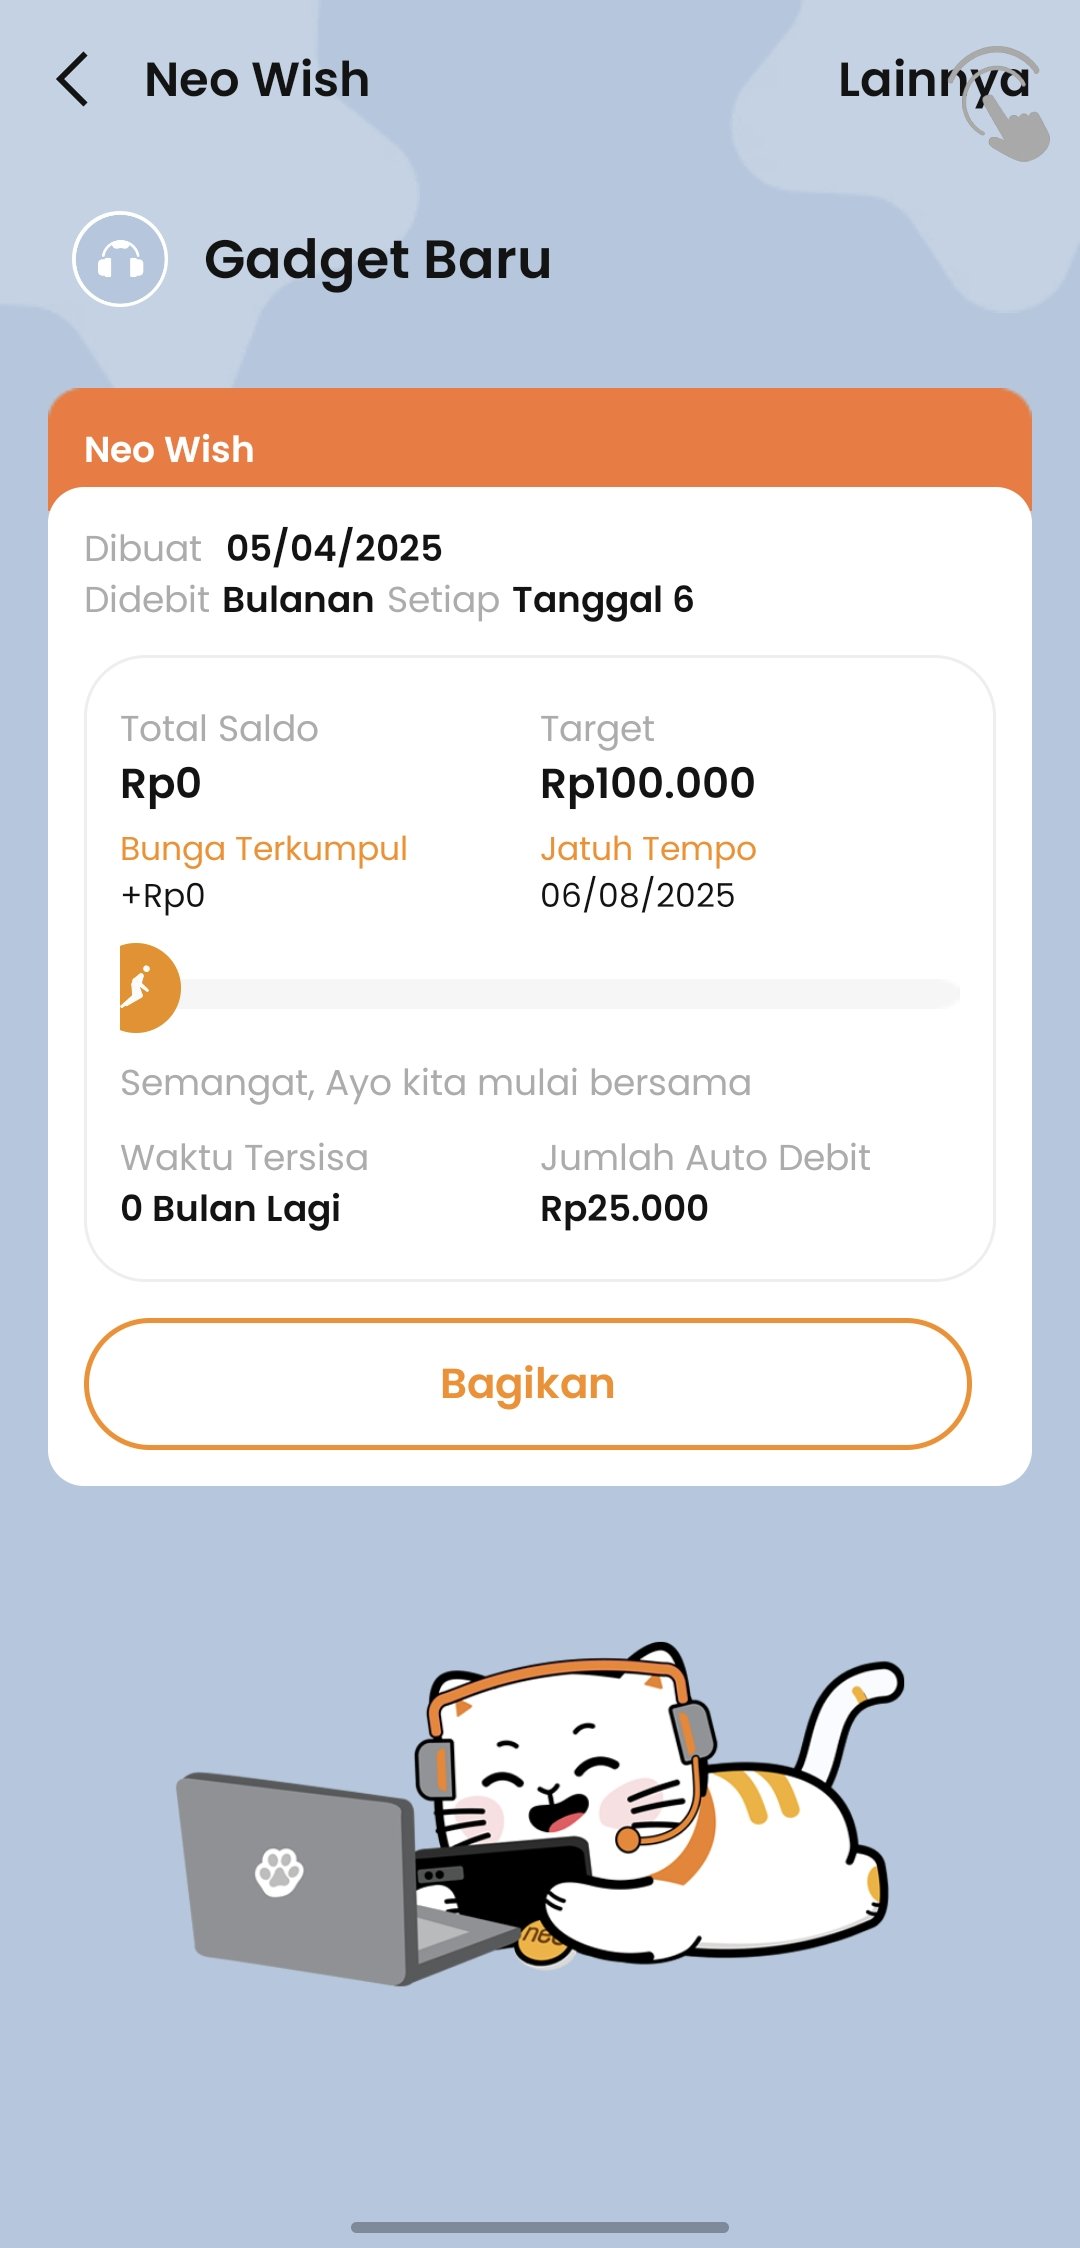 Neo Wish
Lainnya
Gadget Baru
Neo Wish
Dibuat 05/04/2025
Didebit Bulanan Setiap Tanggal 6
Total Saldo
Target
Rp0
Rp100.000
Bunga Terkumpul
Jatuh Tempo
+Rp0
06/08/2025
Semangat, Ayo kita mulai bersama
Waktu Tersisa
Jumlah Auto Debit
0 Bulan Lagi
Rp25.000
Bagikan